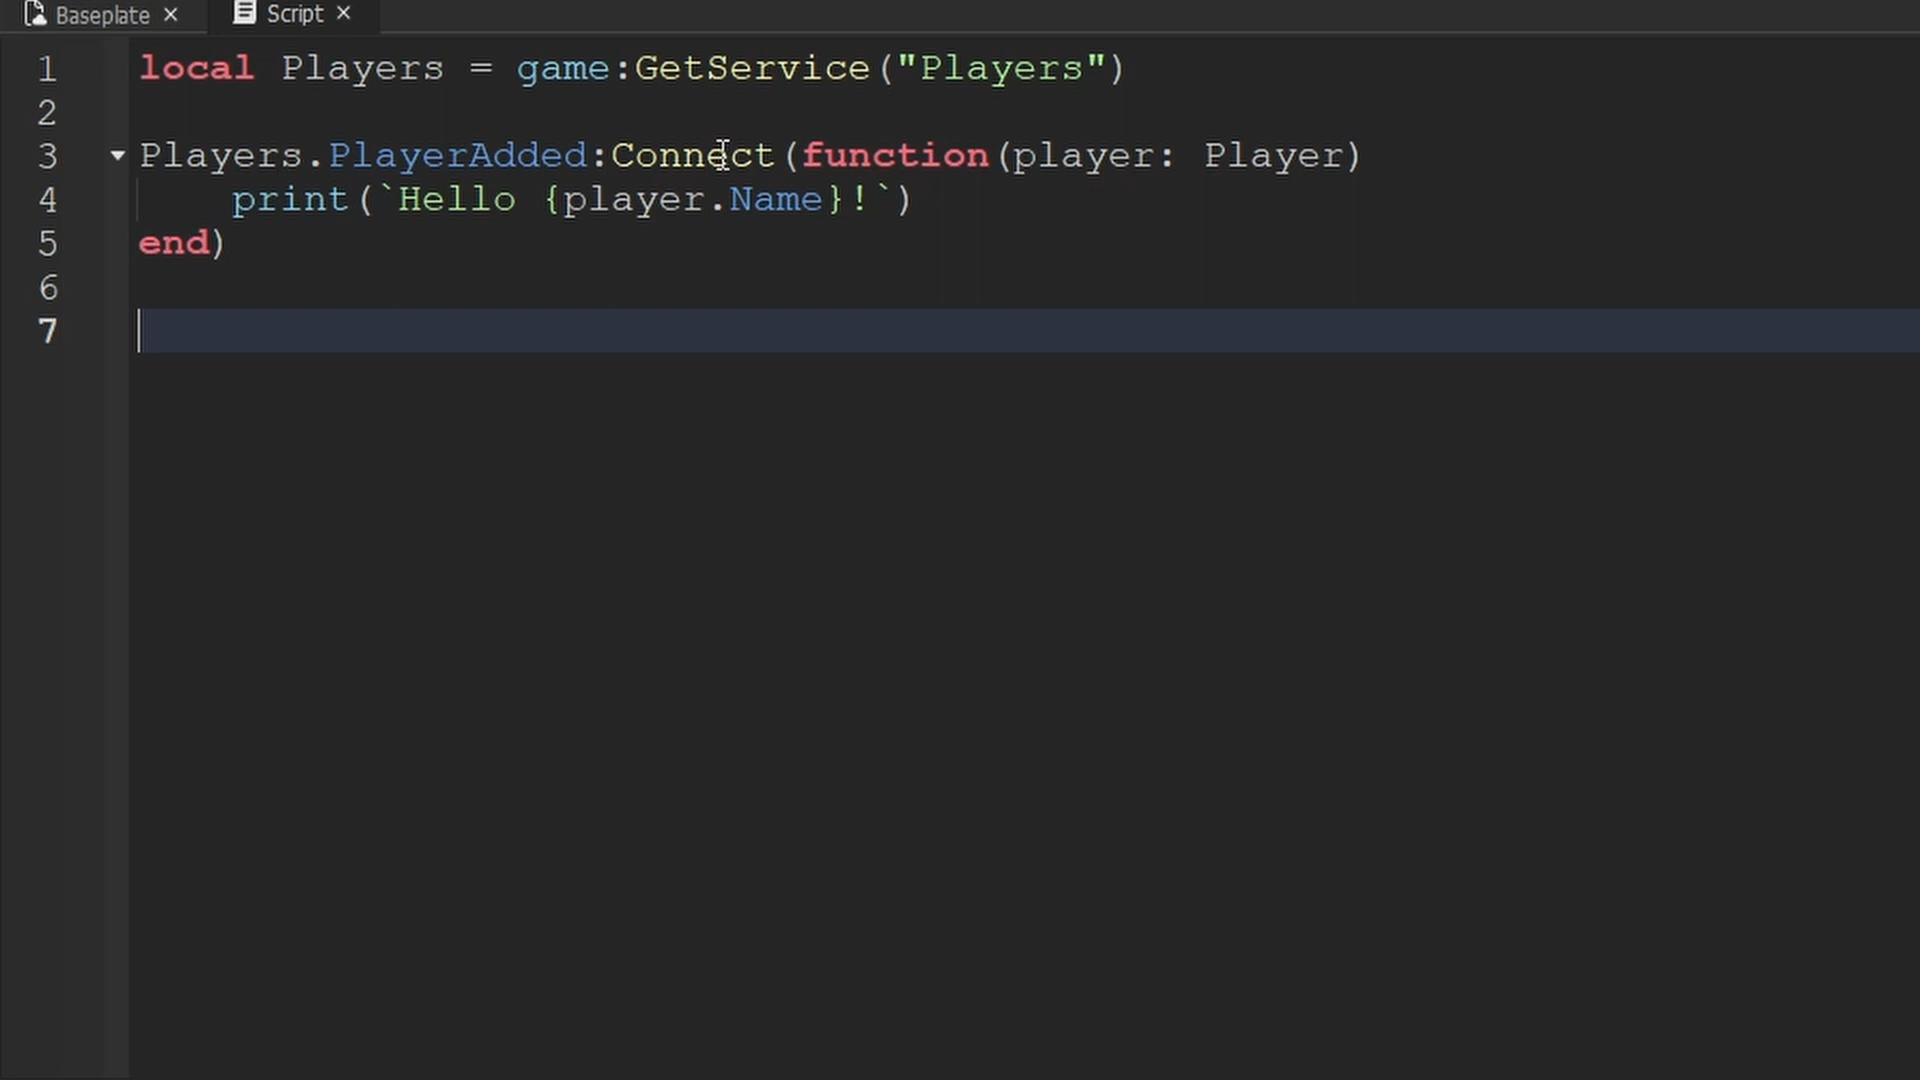 Baseplate × Script ×
1 local Players = game:GetService("Players")
2
3 Players.PlayerAdded:Connect(function(player: Player)
4 print(`Hello {player.Name}!`)
5 end)
6
7